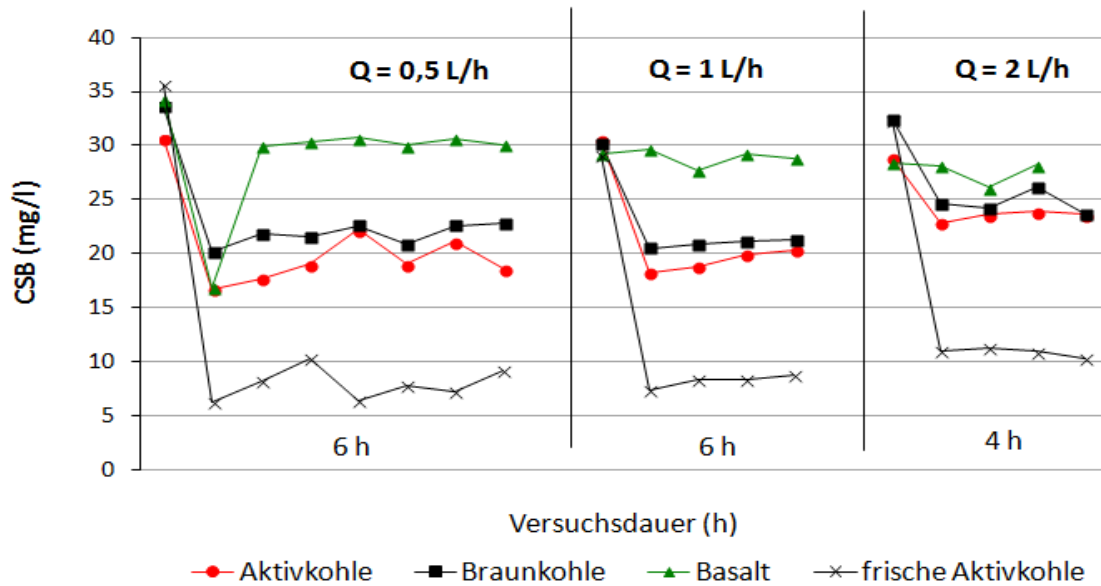 40
35
30
25
20
15
10
5
0
CSB (mg/l)
Q = 0,5 L/h
Q = 1 L/h
Q = 2 L/h
6 h
6 h
4 h
Versuchsdauer (h)
Aktivkohle
Braunkohle
Basalt
frische Aktivkohle